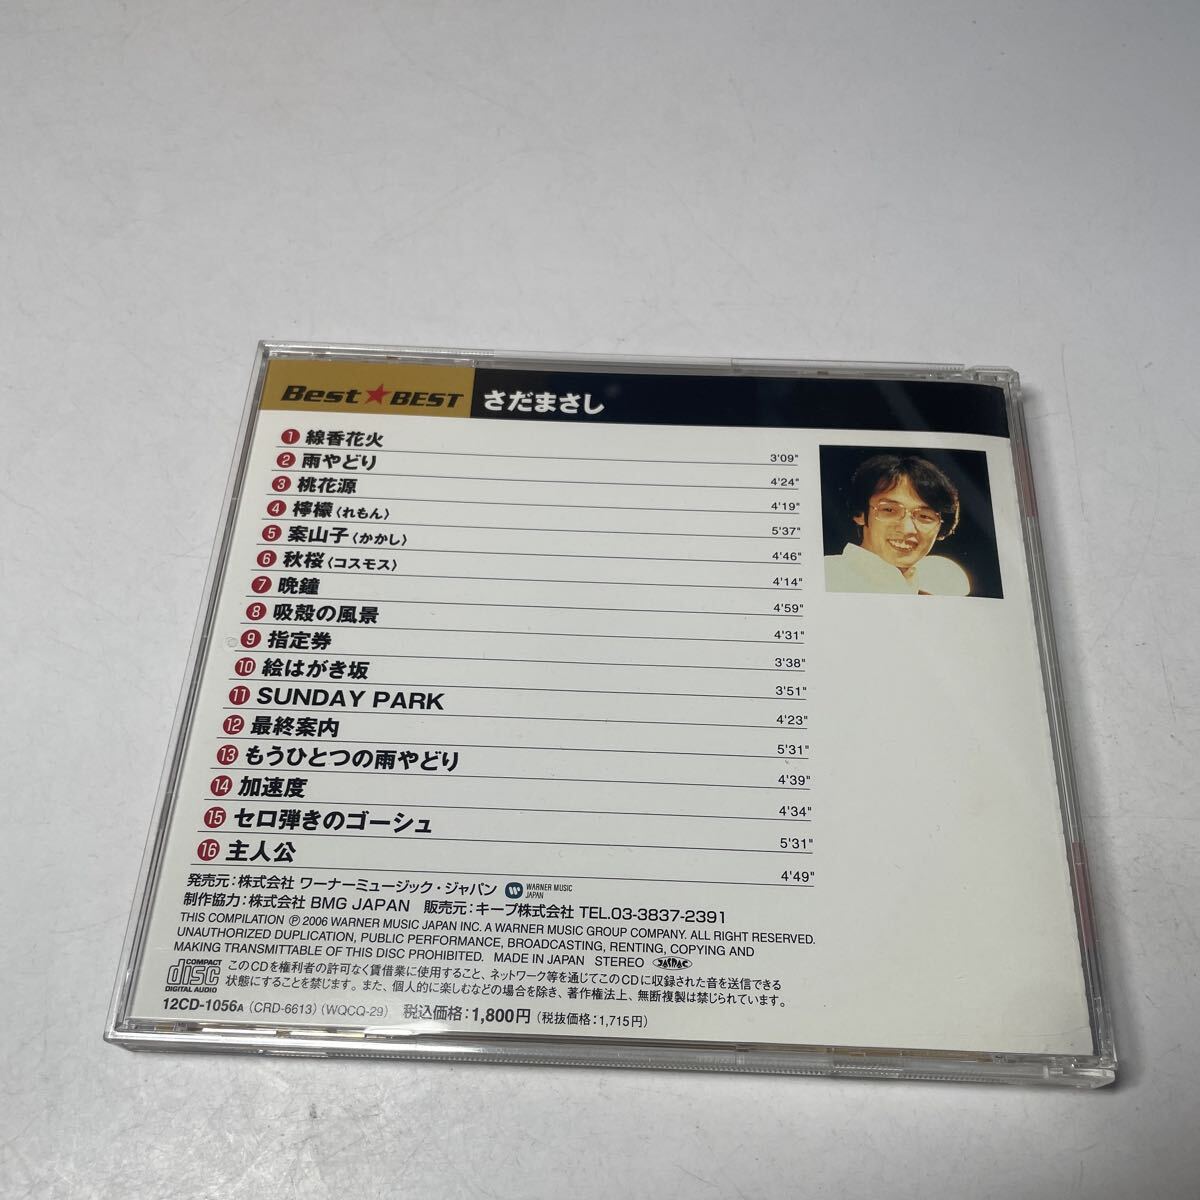 Best★BEST さだまさし
1 線香花火 3'09"
2 雨やどり 4'24"
3 桃花源 4'19"
4 檸檬〈れもん〉 5'37"
5 案山子〈かかし〉 4'46"
6 秋桜〈コスモス〉 4'14"
7 晩鐘 4'59"
8 吸殻の風景 4'31"
9 指定券 3'38"
10 絵はがき坂 3'51"
11 SUNDAY PARK 4'23"
12 最終案内 5'31"
13 もうひとつの雨やどり 4'39"
14 加速度 4'34"
15 セロ弾きのゴーシュ 5'31"
16 主人公 4'49"
発売元:株式会社 ワーナーミュージック・ジャパン WARNER MUSIC JAPAN
制作協力:株式会社 BMG JAPAN 販売元:キープ株式会社 TEL.03-3837-2391
THIS COMPILATION ℗ 2006 WARNER MUSIC JAPAN INC. A WARNER MUSIC GROUP COMPANY. ALL RIGHT RESERVED.
UNAUTHORIZED DUPLICATION, PUBLIC PERFORMANCE, BROADCASTING, RENTING, COPYING AND
MAKING TRANSMITTABLE OF THIS DISC PROHIBITED. MADE IN JAPAN STEREO JASRAC
COMPACT disc DIGITAL AUDIO
このCDを権利者の許可なく賃借業に使用すること、ネットワーク等を通じてこのCDに収録された音を送信できる
状態にすることを禁じます。また、個人的に楽しむなどの場合を除き、著作権法上、無断複製は禁じられています。
12CD-1056A (CRD-6613) (WQCQ-29) 税込価格:1,800円 (税抜価格:1,715円)